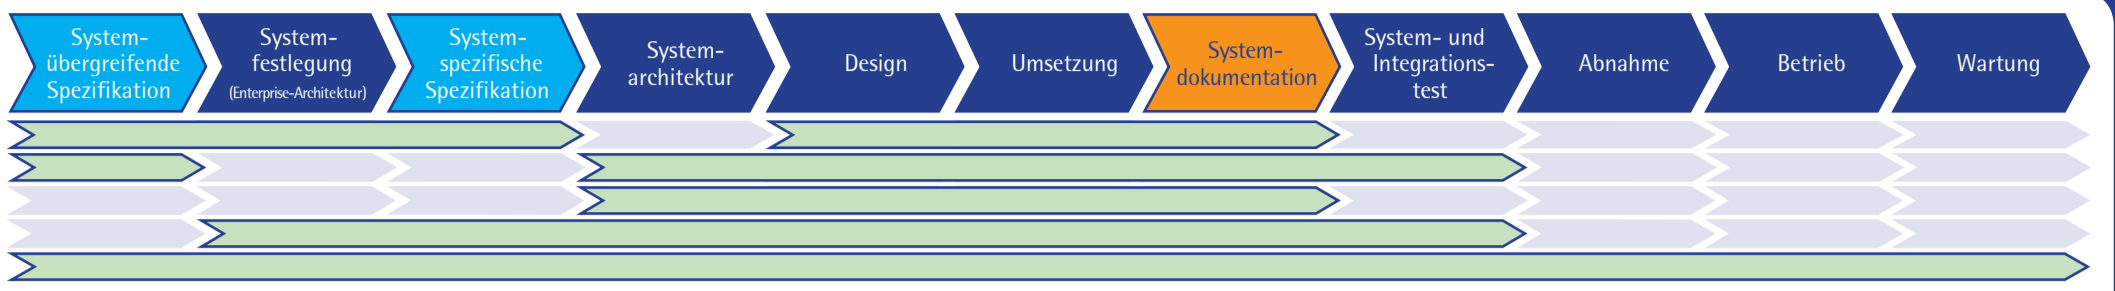 System-
übergreifende
Spezifikation
System-
festlegung
(Enterprise-Architektur)
System-
spezifische
Spezifikation
System-
architektur
Design
Umsetzung
System-
dokumentation
System- und
Integrations-
test
Abnahme
Betrieb
Wartung